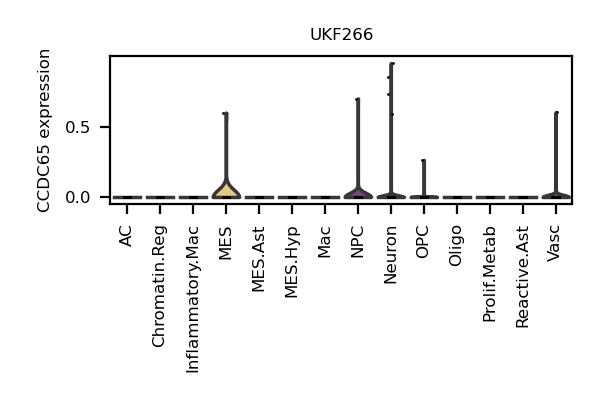 UKF266
CCDC65 expression
0.5
0.0
AC
Chromatin.Reg
Inflammatory.Mac
MES
MES.Ast
MES.Hyp
Mac
NPC
Neuron
OPC
Oligo
Prolif.Metab
Reactive.Ast
Vasc